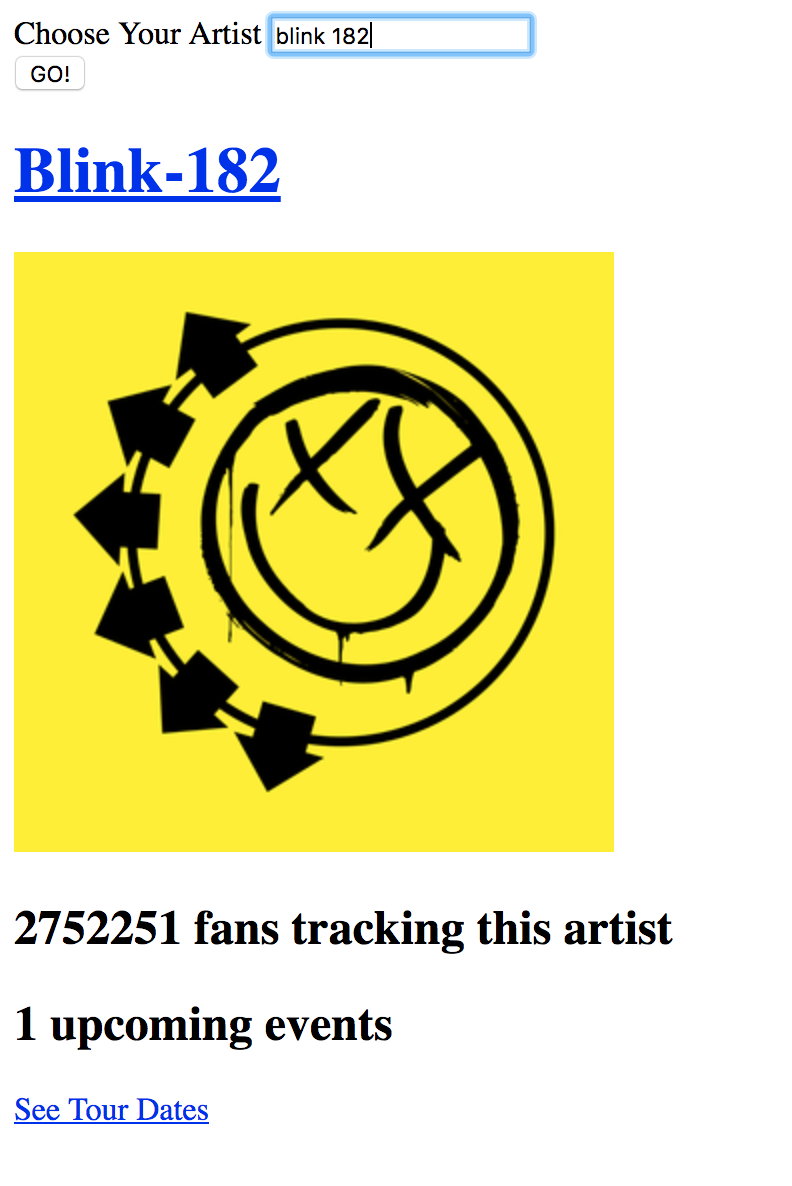 Choose Your Artist blink 182
GO!
Blink-182
2752251 fans tracking this artist
1 upcoming events
See Tour Dates